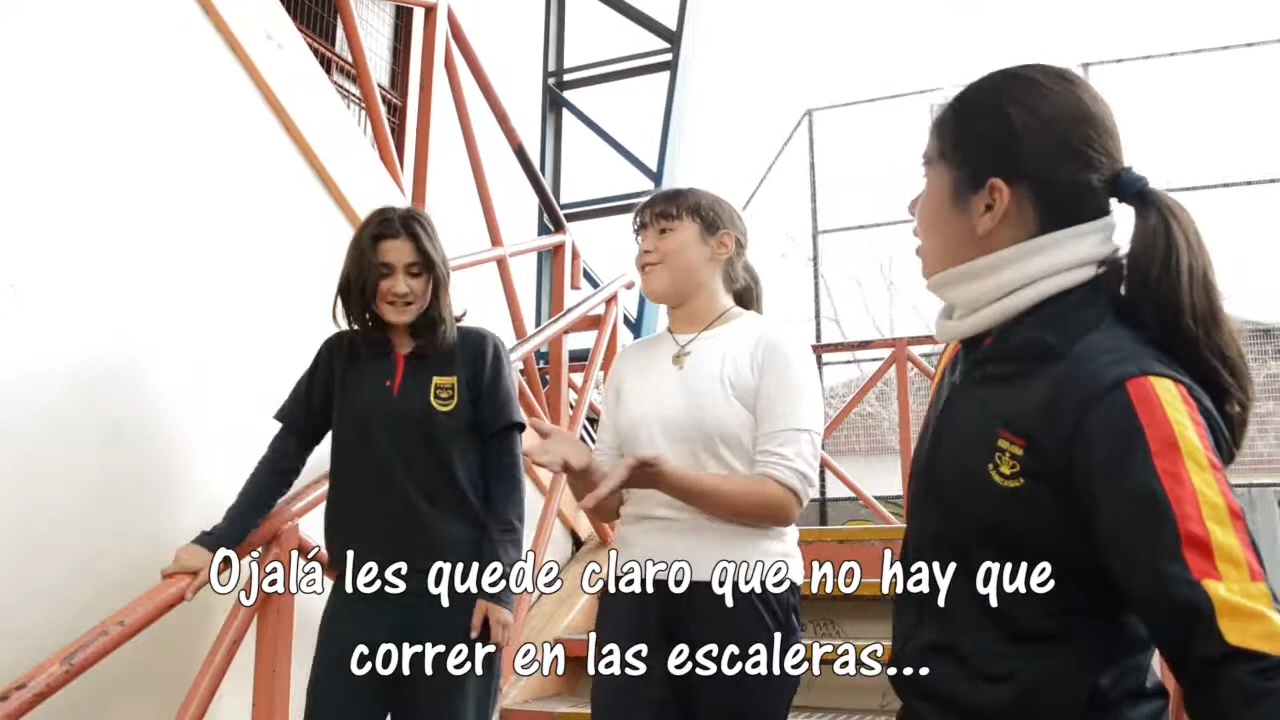 Ojalá les quede claro que no hay que
correr en las escaleras...